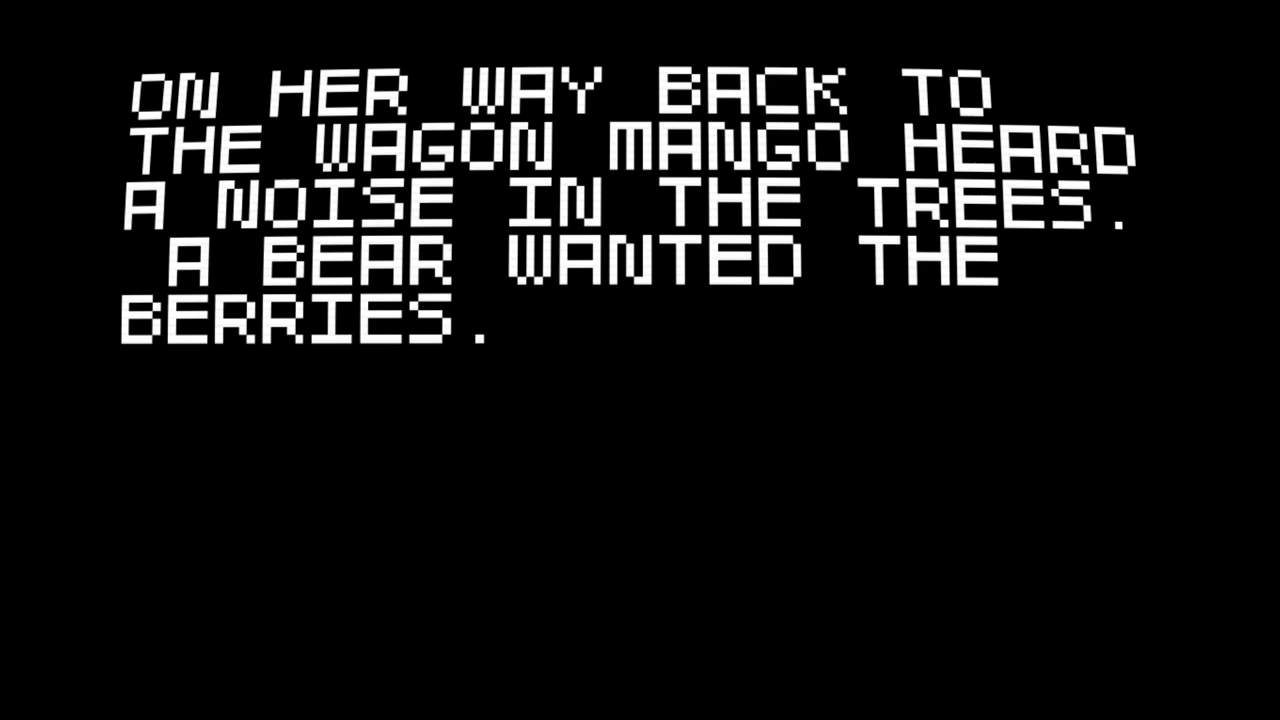 ON HER WAY BACK TO
THE WAGON MANGO HEARD
A NOISE IN THE TREES.
A BEAR WANTED THE
BERRIES.